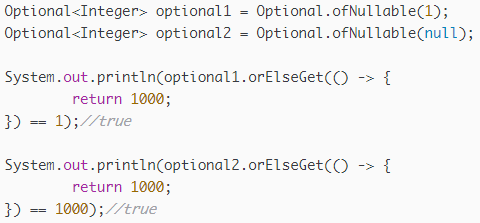 Optional<Integer> optional1 = Optional.ofNullable(1);
Optional<Integer> optional2 = Optional.ofNullable(null);
System.out.println(optional1.orElseGet(() -> {
return 1000;
}) == 1);//true
System.out.println(optional2.orElseGet(() -> {
return 1000;
}) == 1000);//true